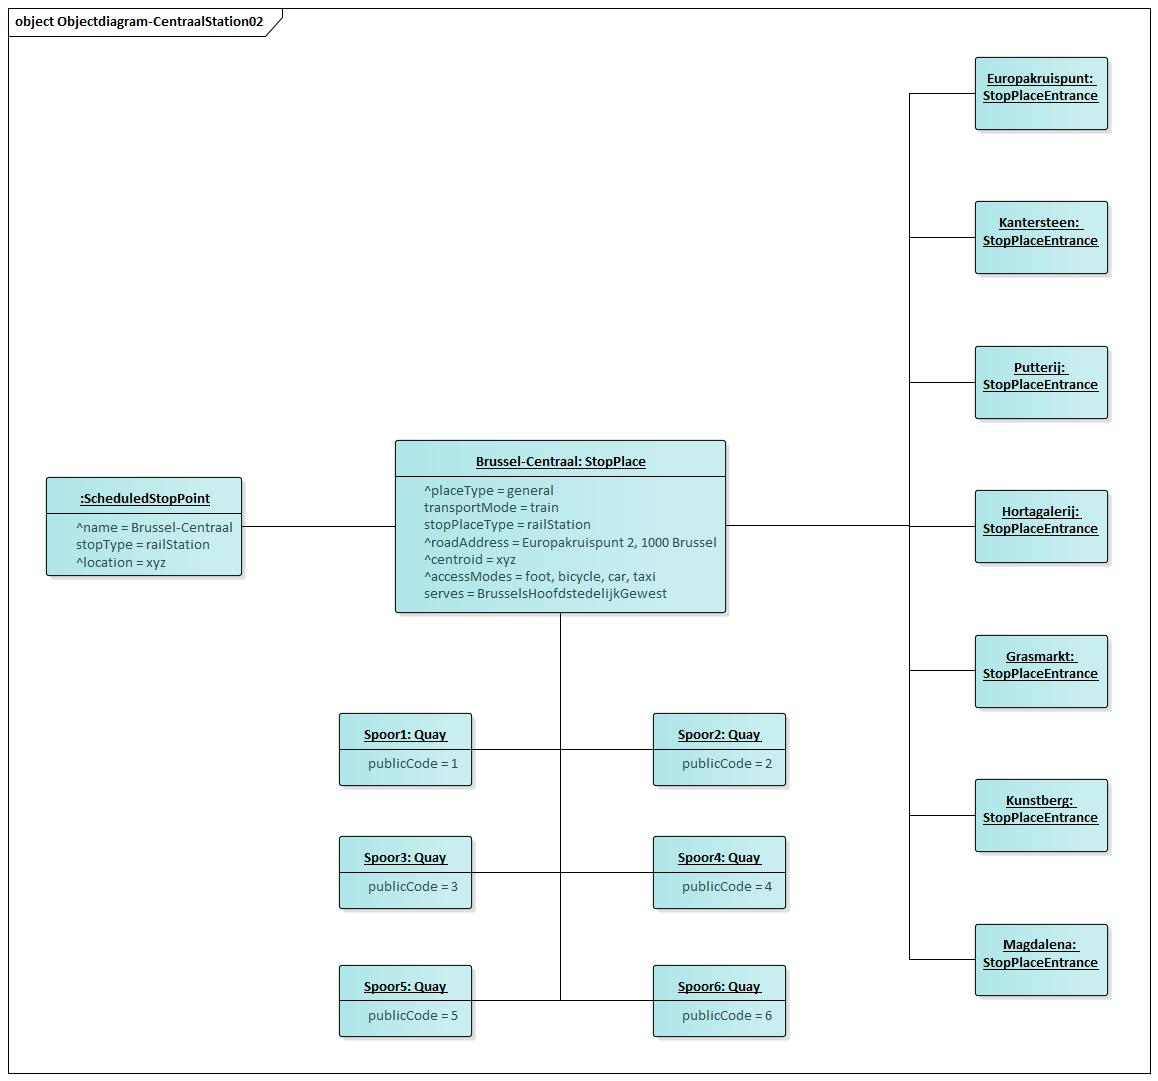 object Objectdiagram-CentraalStation02
Europakruispunt:
StopPlaceEntrance
Kantersteen:
StopPlaceEntrance
Putterij:
StopPlaceEntrance
Brussel-Centraal: StopPlace
^placeType = general
transportMode = train
stopPlaceType = railStation
^roadAddress = Europakruispunt 2, 1000 Brussel
^centroid = xyz
^accessModes = foot, bicycle, car, taxi
serves = BrusselsHoofdstedelijkGewest
:ScheduledStopPoint
^name = Brussel-Centraal
stopType = railStation
^location = xyz
Hortagalerij:
StopPlaceEntrance
Grasmarkt:
StopPlaceEntrance
Spoor1: Quay
publicCode = 1
Spoor2: Quay
publicCode = 2
Kunstberg:
StopPlaceEntrance
Spoor3: Quay
publicCode = 3
Spoor4: Quay
publicCode = 4
Magdalena:
StopPlaceEntrance
Spoor5: Quay
publicCode = 5
Spoor6: Quay
publicCode = 6